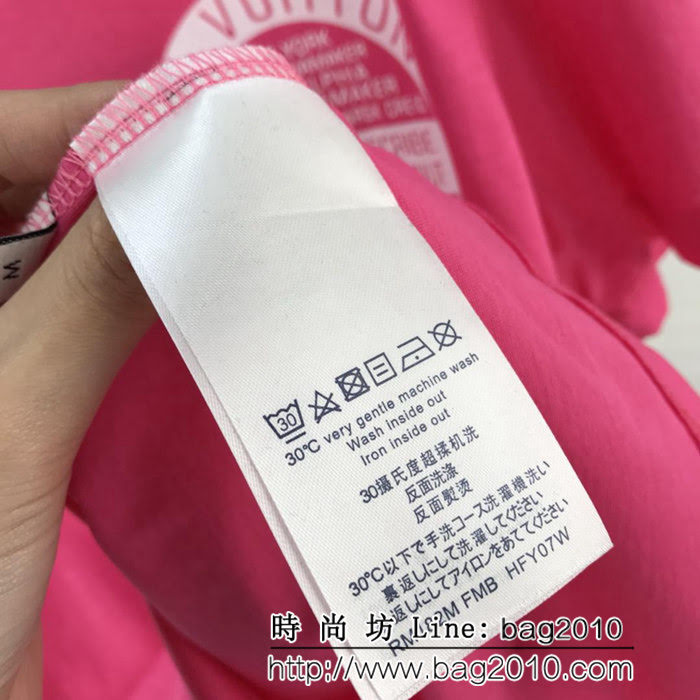 VUITTON
30
30℃ very gentle machine wash
Wash inside out
Iron inside out
30摄氏度超揉机洗
反面洗涤
反面熨烫
30℃以下で手洗コース洗濯槽洗い
裏返しにして洗濯してください
返しにしてアイロンをあててください
FMB HFY07W
時尚坊 Line: bag2010
http://www.bag2010.com